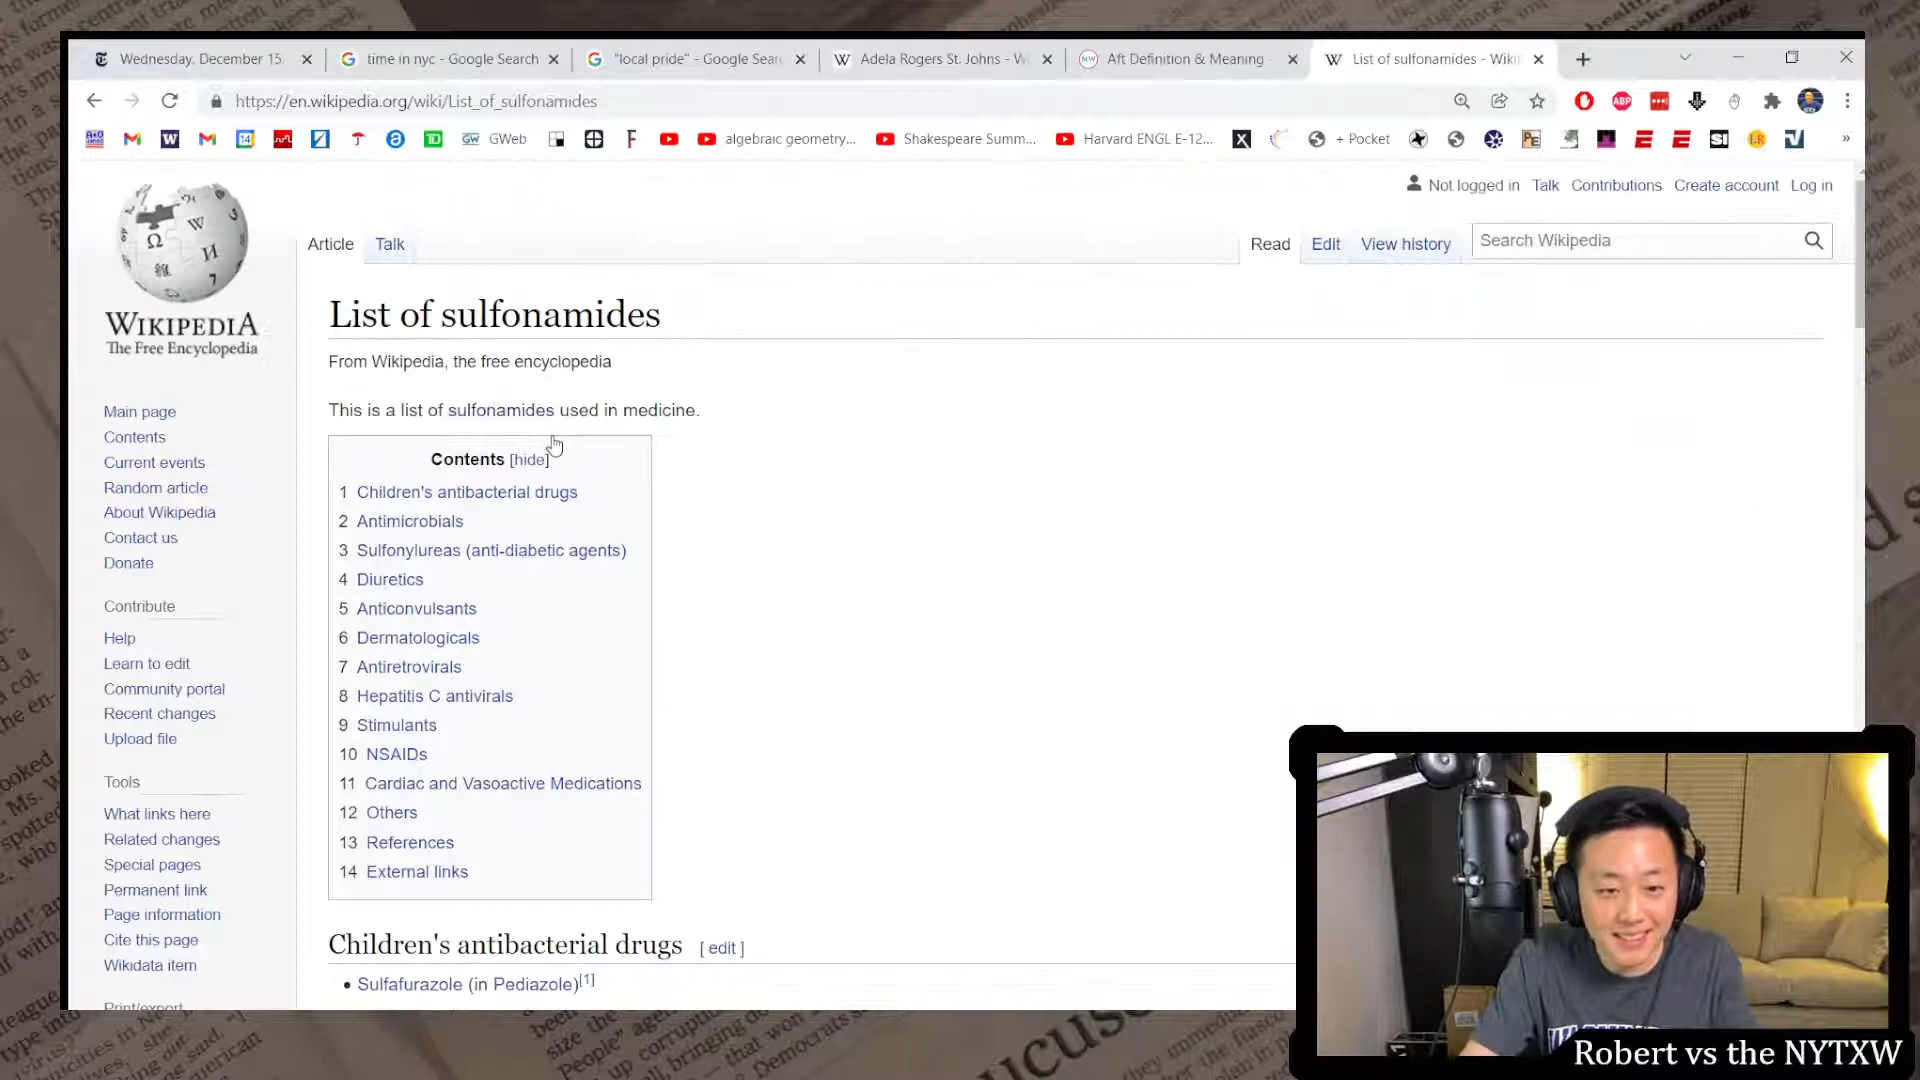 Wednesday, December 15,
time in nyc - Google Search
"local pride" - Google Sear
Adela Rogers St. Johns - W
Aft Definition & Meaning
List of sulfonamides - Wiki
https://en.wikipedia.org/wiki/List_of_sulfonamides
GWeb
algebraic geometry...
Shakespeare Summ...
Harvard ENGL E-12...
+ Pocket
Not logged in Talk Contributions Create account Log in
Article Talk
Read Edit View history
Search Wikipedia
WIKIPEDIA
The Free Encyclopedia
Main page
Contents
Current events
Random article
About Wikipedia
Contact us
Donate
Contribute
Help
Learn to edit
Community portal
Recent changes
Upload file
Tools
What links here
Related changes
Special pages
Permanent link
Page information
Cite this page
Wikidata item
Print/export
List of sulfonamides
From Wikipedia, the free encyclopedia
This is a list of sulfonamides used in medicine.
Contents [hide]
1 Children's antibacterial drugs
2 Antimicrobials
3 Sulfonylureas (anti-diabetic agents)
4 Diuretics
5 Anticonvulsants
6 Dermatologicals
7 Antiretrovirals
8 Hepatitis C antivirals
9 Stimulants
10 NSAIDs
11 Cardiac and Vasoactive Medications
12 Others
13 References
14 External links
Children's antibacterial drugs [ edit ]
• Sulfafurazole (in Pediazole)[1]
Robert vs the NYTXW